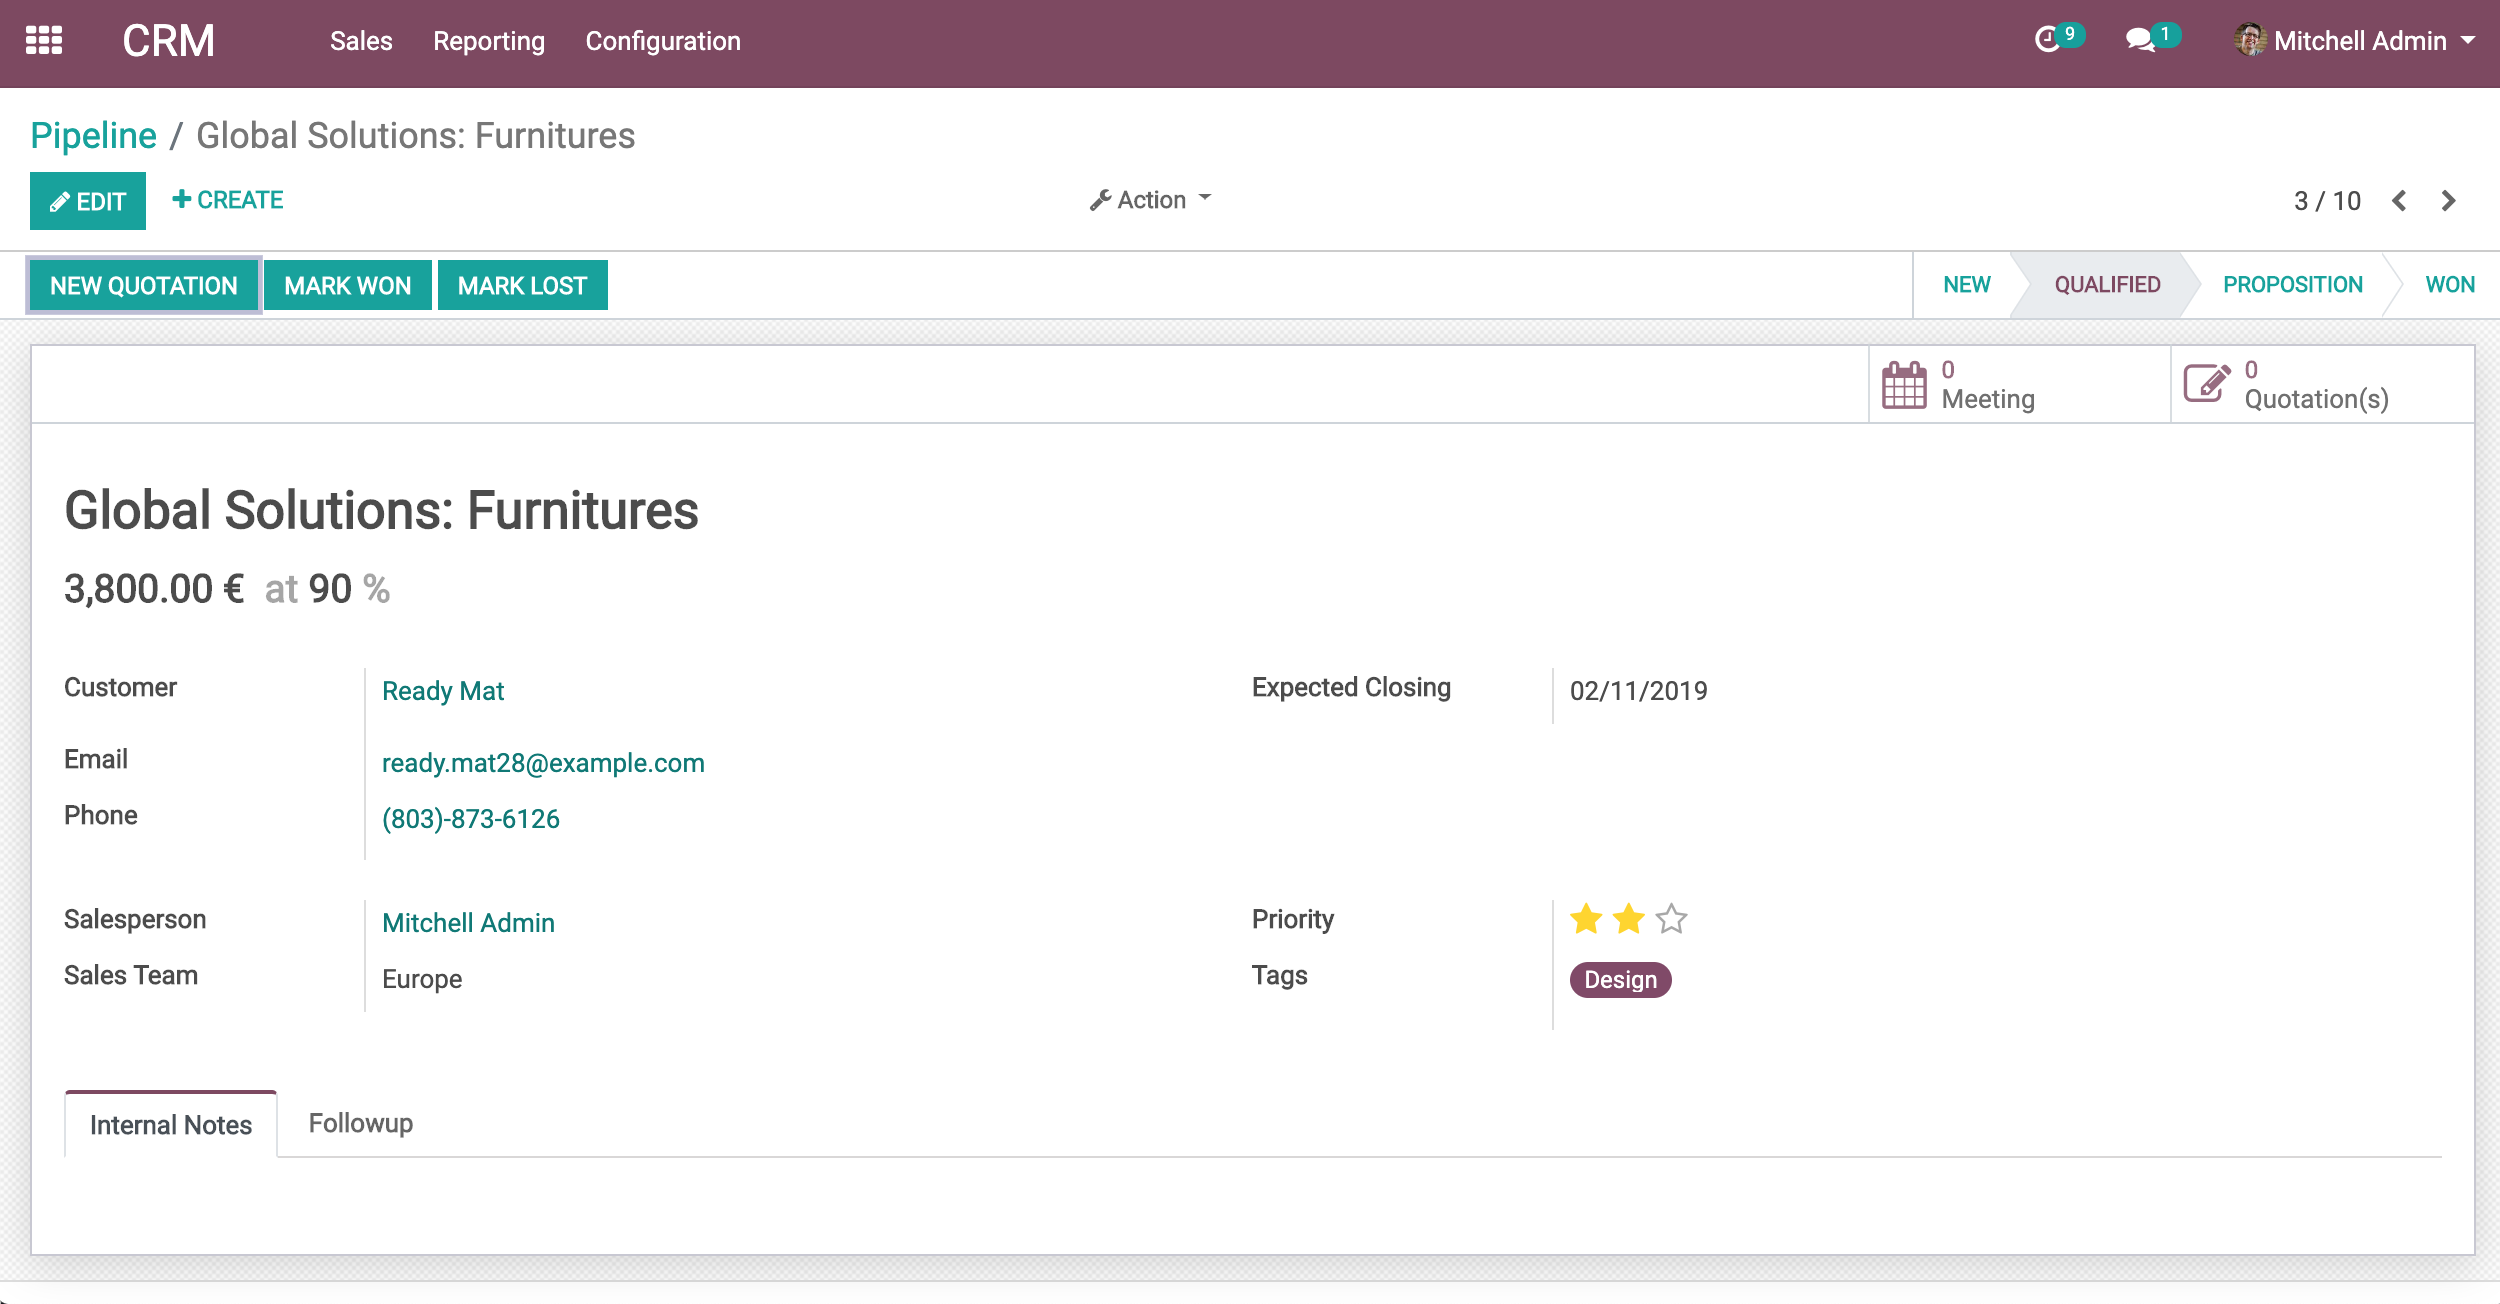 CRM Sales Reporting Configuration 9 1 Mitchell Admin
Pipeline / Global Solutions: Furnitures
EDIT CREATE Action 3 / 10
NEW QUOTATION MARK WON MARK LOST NEW QUALIFIED PROPOSITION WON
0 Meeting 0 Quotation(s)
Global Solutions: Furnitures
3,800.00 € at 90 %
Customer Ready Mat Expected Closing 02/11/2019
Email ready.mat28@example.com
Phone (803)-873-6126
Salesperson Mitchell Admin Priority
Sales Team Europe Tags Design
Internal Notes Followup